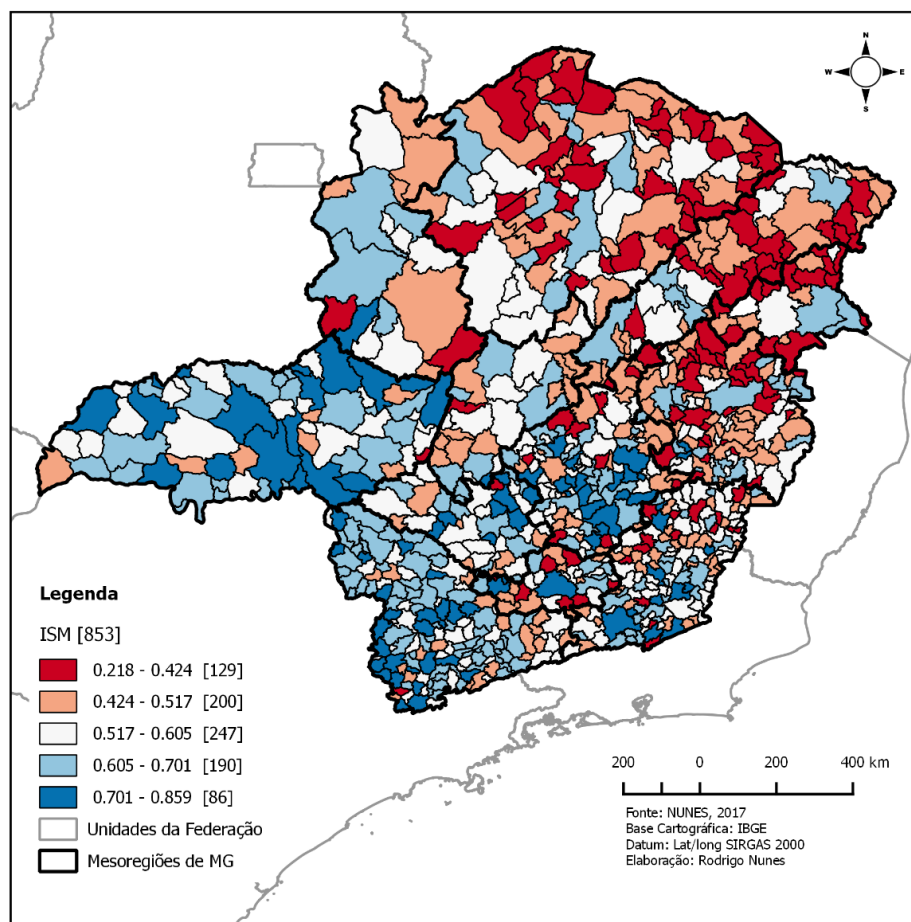 N
W E
S
Legenda
ISM [853]
0.218 - 0.424 [129]
0.424 - 0.517 [200]
0.517 - 0.605 [247]
0.605 - 0.701 [190]
0.701 - 0.859 [86]
Unidades da Federação
Mesoregiões de MG
200 0 200 400 km
Fonte: NUNES, 2017
Base Cartográfica: IBGE
Datum: Lat/long SIRGAS 2000
Elaboração: Rodrigo Nunes